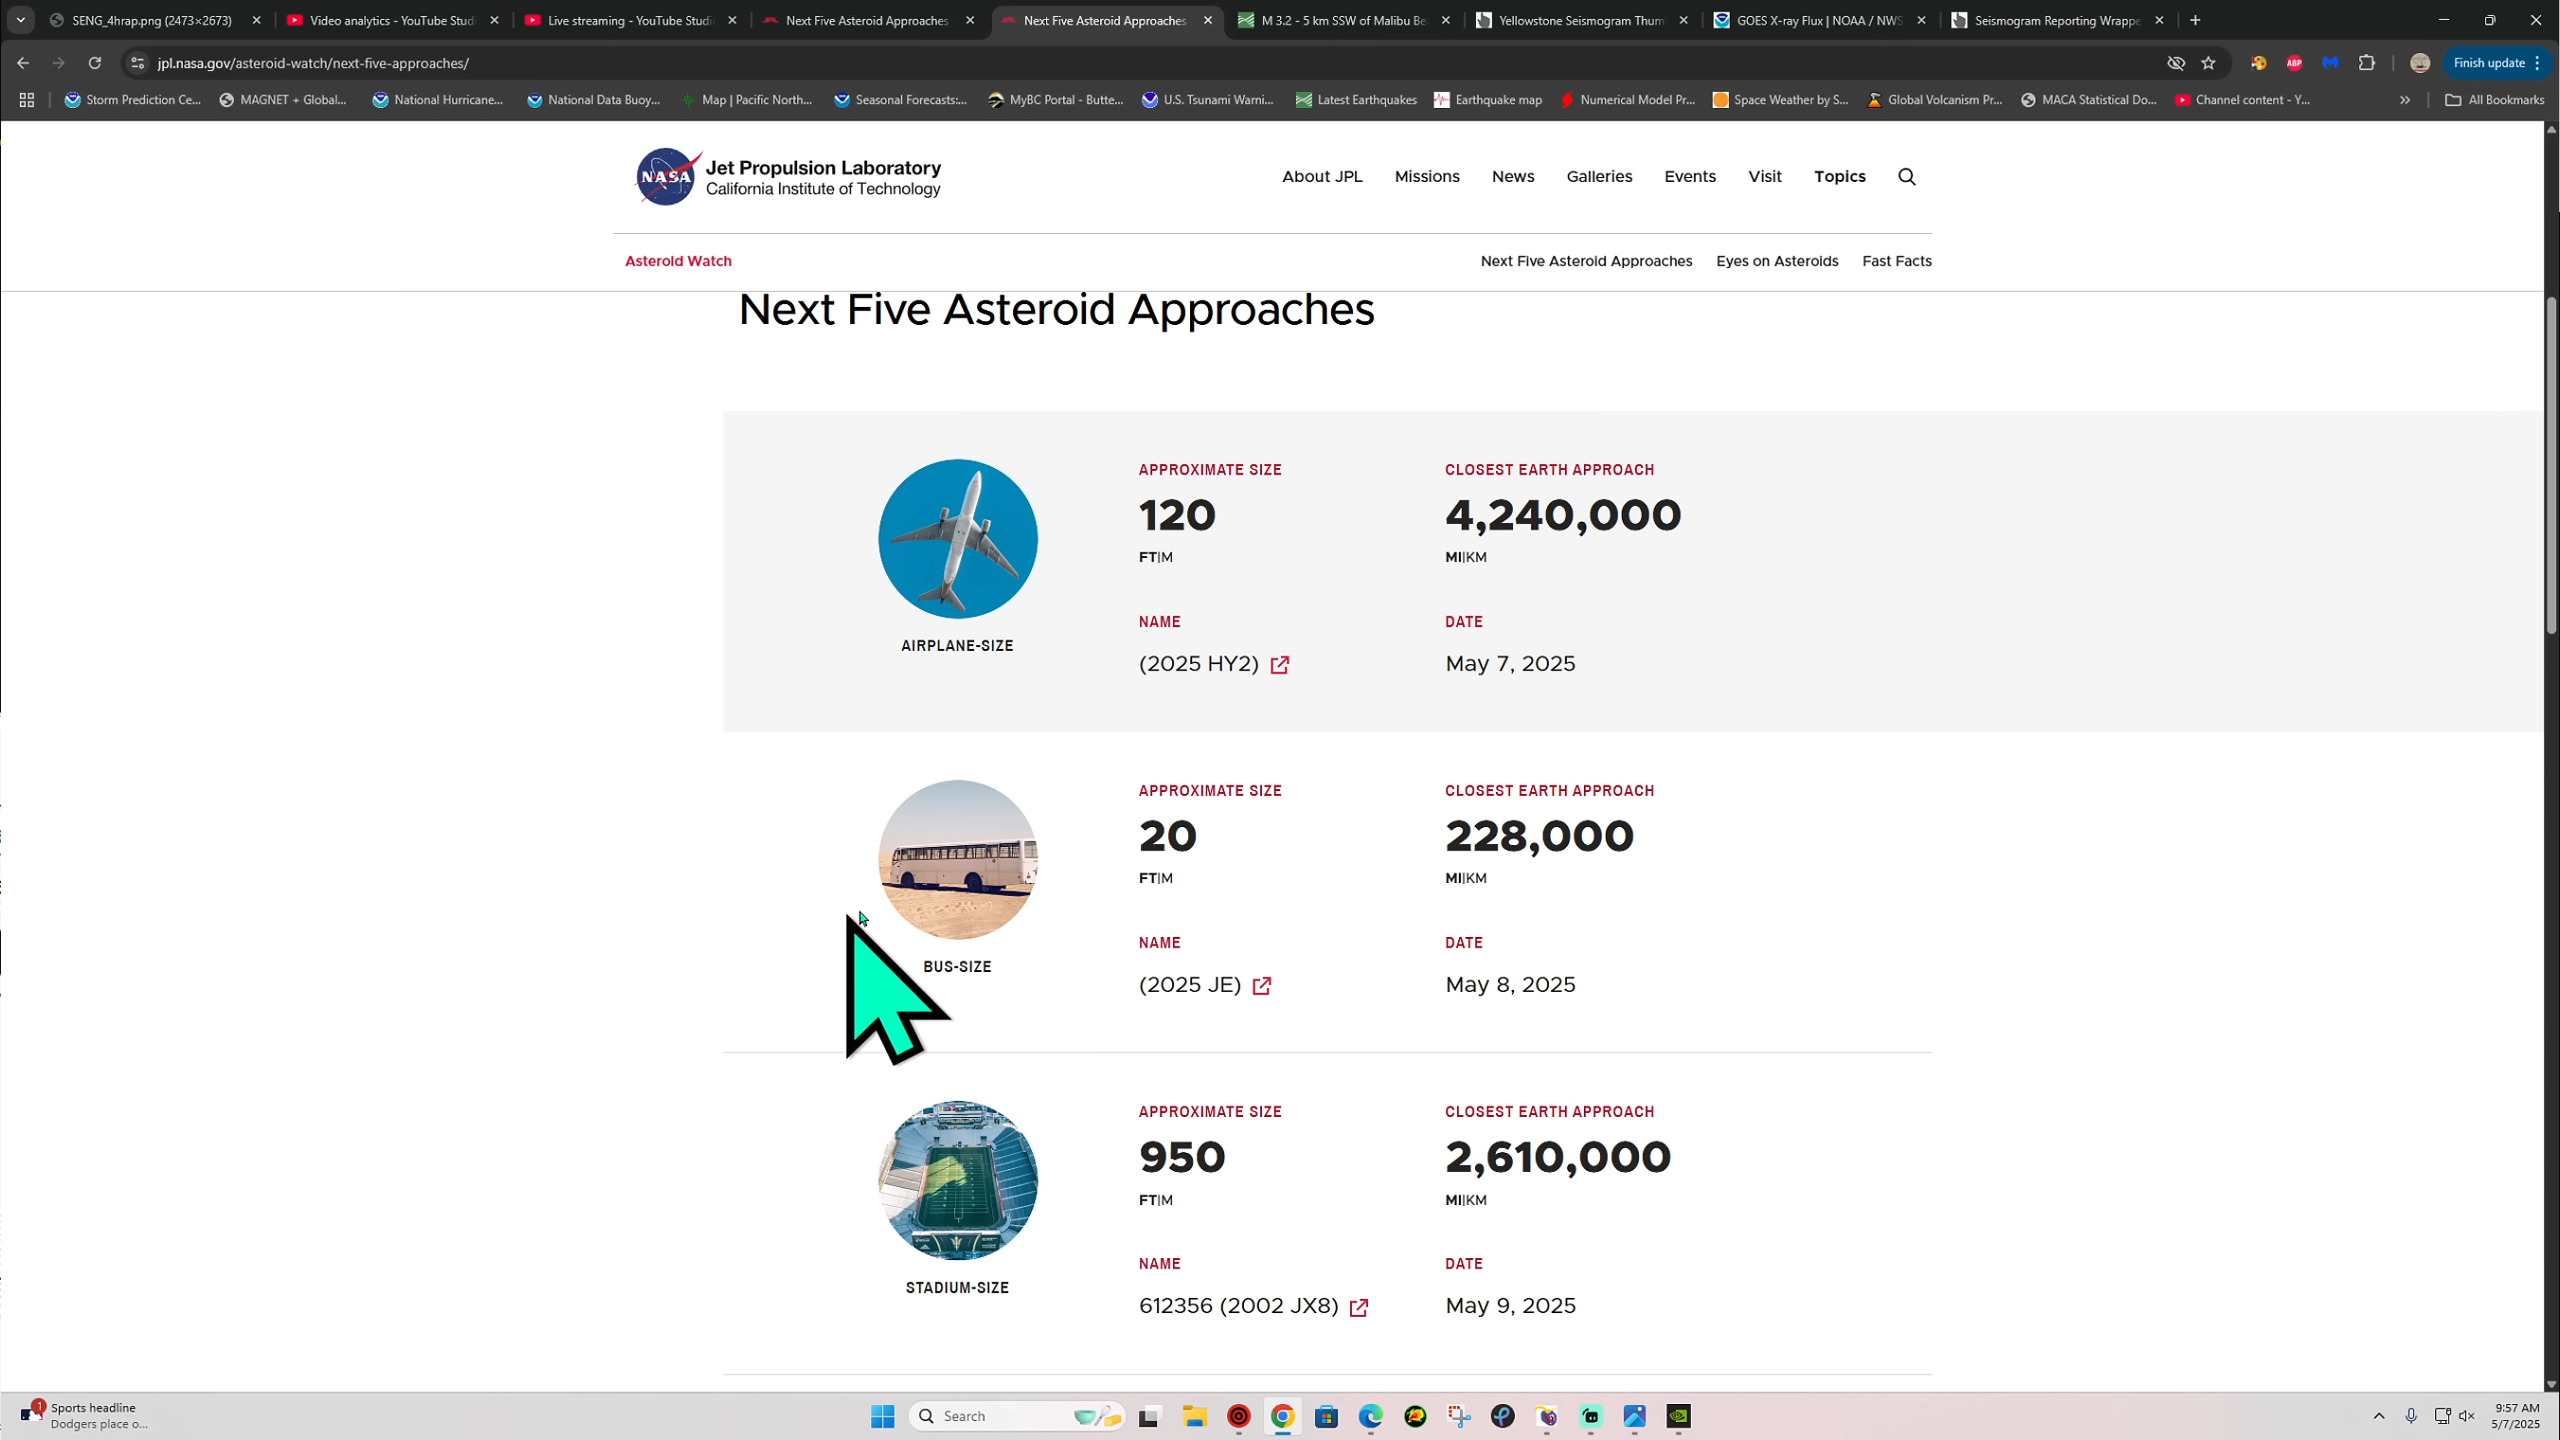 SENG_4hrap.png (2473×2673)
Video analytics - YouTube Studi
Live streaming - YouTube Studi
Next Five Asteroid Approaches
Next Five Asteroid Approaches
M 3.2 - 5 km SSW of Malibu Be
Yellowstone Seismogram Thum
GOES X-ray Flux | NOAA / NWS
Seismogram Reporting Wrappe
jpl.nasa.gov/asteroid-watch/next-five-approaches/
ABP
Finish update
Storm Prediction Ce...
MAGNET + Global...
National Hurricane...
National Data Buoy...
Map | Pacific North...
Seasonal Forecasts:...
MyBC Portal - Butte...
U.S. Tsunami Warni...
Latest Earthquakes
Earthquake map
Numerical Model Pr...
Space Weather by S...
Global Volcanism Pr...
MACA Statistical Do...
Channel content - Y...
All Bookmarks
NASA
Jet Propulsion Laboratory
California Institute of Technology
About JPL
Missions
News
Galleries
Events
Visit
Topics
Asteroid Watch
Next Five Asteroid Approaches
Eyes on Asteroids
Fast Facts
Next Five Asteroid Approaches
AIRPLANE-SIZE
APPROXIMATE SIZE
120
FT|M
CLOSEST EARTH APPROACH
4,240,000
MI|KM
NAME
(2025 HY2)
DATE
May 7, 2025
BUS-SIZE
APPROXIMATE SIZE
20
FT|M
CLOSEST EARTH APPROACH
228,000
MI|KM
NAME
(2025 JE)
DATE
May 8, 2025
STADIUM-SIZE
APPROXIMATE SIZE
950
FT|M
CLOSEST EARTH APPROACH
2,610,000
MI|KM
NAME
612356 (2002 JX8)
DATE
May 9, 2025
1
Sports headline
Dodgers place o...
Search
9:57 AM
5/7/2025